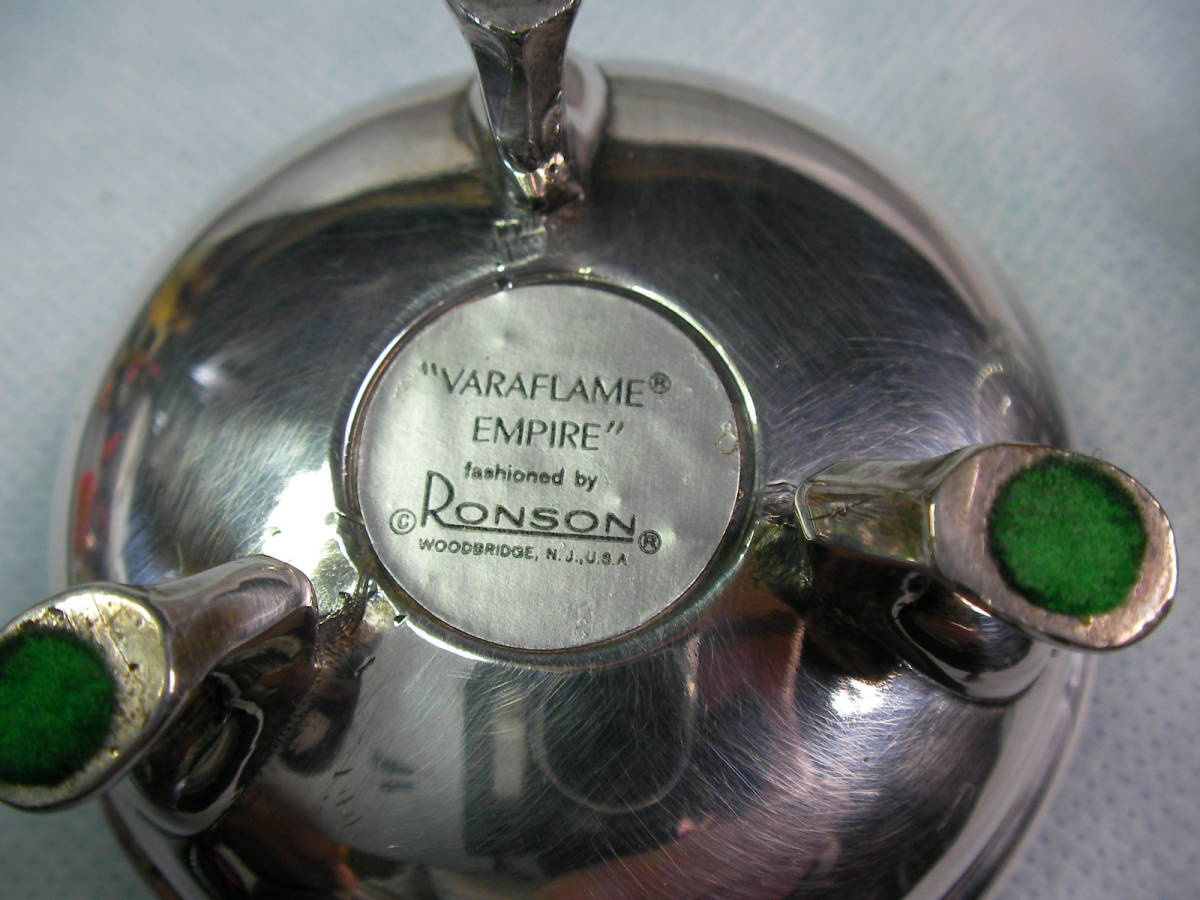 "VARAFLAME®
EMPIRE"
fashioned by
© RONSON ®
WOODBRIDGE, N.J., U.S.A